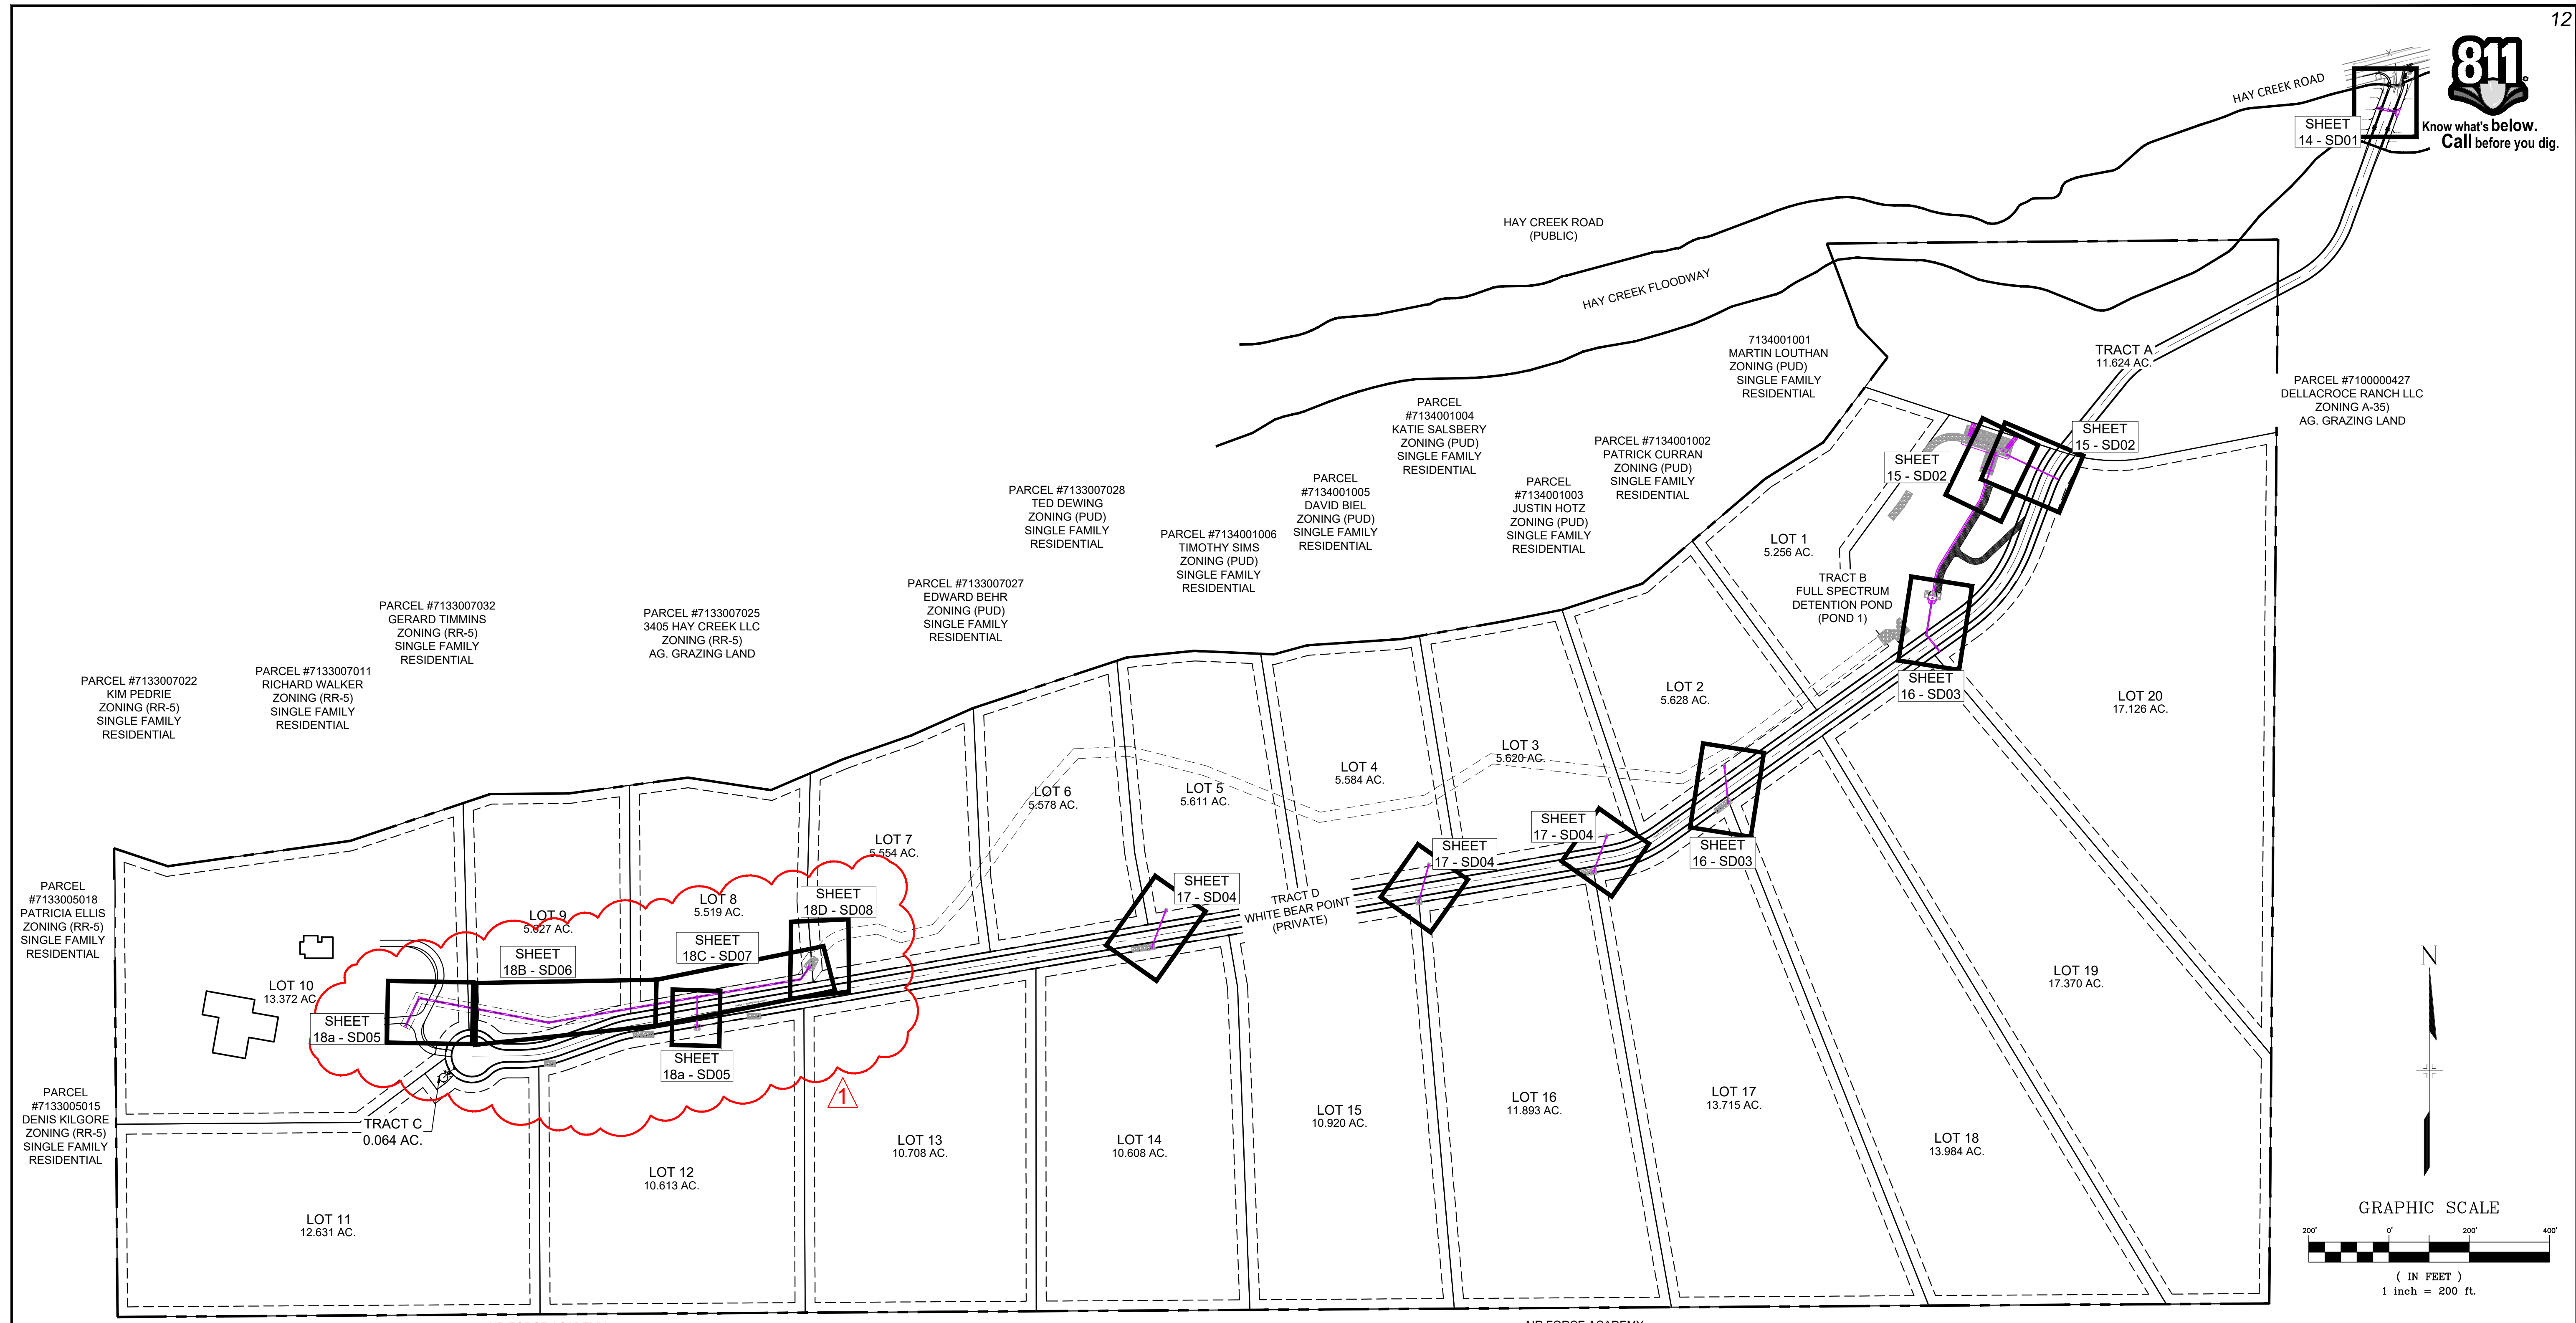 12
811
Know what's below.
Call before you dig.
HAY CREEK ROAD
SHEET
14 - SD01
HAY CREEK ROAD
(PUBLIC)
HAY CREEK FLOODWAY
7134001001
MARTIN LOUTHAN
ZONING (PUD)
SINGLE FAMILY
RESIDENTIAL
TRACT A
11.624 AC.
PARCEL #7100000427
DELLACROCE RANCH LLC
ZONING A-35)
AG. GRAZING LAND
PARCEL
#7134001004
KATIE SALSBERY
ZONING (PUD)
SINGLE FAMILY
RESIDENTIAL
PARCEL #7134001002
PATRICK CURRAN
ZONING (PUD)
SINGLE FAMILY
RESIDENTIAL
SHEET
15 - SD02
SHEET
15 - SD02
PARCEL #7133007028
TED DEWING
ZONING (PUD)
SINGLE FAMILY
RESIDENTIAL
PARCEL
#7134001005
DAVID BIEL
ZONING (PUD)
SINGLE FAMILY
RESIDENTIAL
PARCEL
#7134001003
JUSTIN HOTZ
ZONING (PUD)
SINGLE FAMILY
RESIDENTIAL
PARCEL #7134001006
TIMOTHY SIMS
ZONING (PUD)
SINGLE FAMILY
RESIDENTIAL
LOT 1
5.256 AC.
TRACT B
FULL SPECTRUM
DETENTION POND
(POND 1)
PARCEL #7133007027
EDWARD BEHR
ZONING (PUD)
SINGLE FAMILY
RESIDENTIAL
PARCEL #7133007032
GERARD TIMMINS
ZONING (RR-5)
SINGLE FAMILY
RESIDENTIAL
PARCEL #7133007025
3405 HAY CREEK LLC
ZONING (RR-5)
AG. GRAZING LAND
PARCEL #7133007022
KIM PEDRIE
ZONING (RR-5)
SINGLE FAMILY
RESIDENTIAL
PARCEL #7133007011
RICHARD WALKER
ZONING (RR-5)
SINGLE FAMILY
RESIDENTIAL
SHEET
16 - SD03
LOT 2
5.628 AC.
LOT 20
17.126 AC.
LOT 3
5.620 AC.
LOT 4
5.584 AC.
LOT 5
5.611 AC.
LOT 6
5.578 AC.
LOT 7
5.554 AC.
SHEET
17 - SD04
SHEET
17 - SD04
SHEET
16 - SD03
SHEET
17 - SD04
TRACT D
WHITE BEAR POINT
(PRIVATE)
PARCEL
#7133005018
PATRICIA ELLIS
ZONING (RR-5)
SINGLE FAMILY
RESIDENTIAL
LOT 8
5.519 AC.
SHEET
18D - SD08
LOT 9
5.627 AC.
SHEET
18C - SD07
SHEET
18B - SD06
LOT 10
13.372 AC
SHEET
18a - SD05
SHEET
18a - SD05
N
LOT 19
17.370 AC.
1
PARCEL
#7133005015
DENIS KILGORE
ZONING (RR-5)
SINGLE FAMILY
RESIDENTIAL
TRACT C
0.064 AC.
LOT 17
13.715 AC.
LOT 16
11.893 AC.
LOT 15
10.920 AC.
LOT 14
10.608 AC.
LOT 13
10.708 AC.
LOT 18
13.984 AC.
LOT 12
10.613 AC.
LOT 11
12.631 AC.
GRAPHIC SCALE
200' 0' 200' 400'
( IN FEET )
1 inch = 200 ft.
AIR FORCE ACADEMY